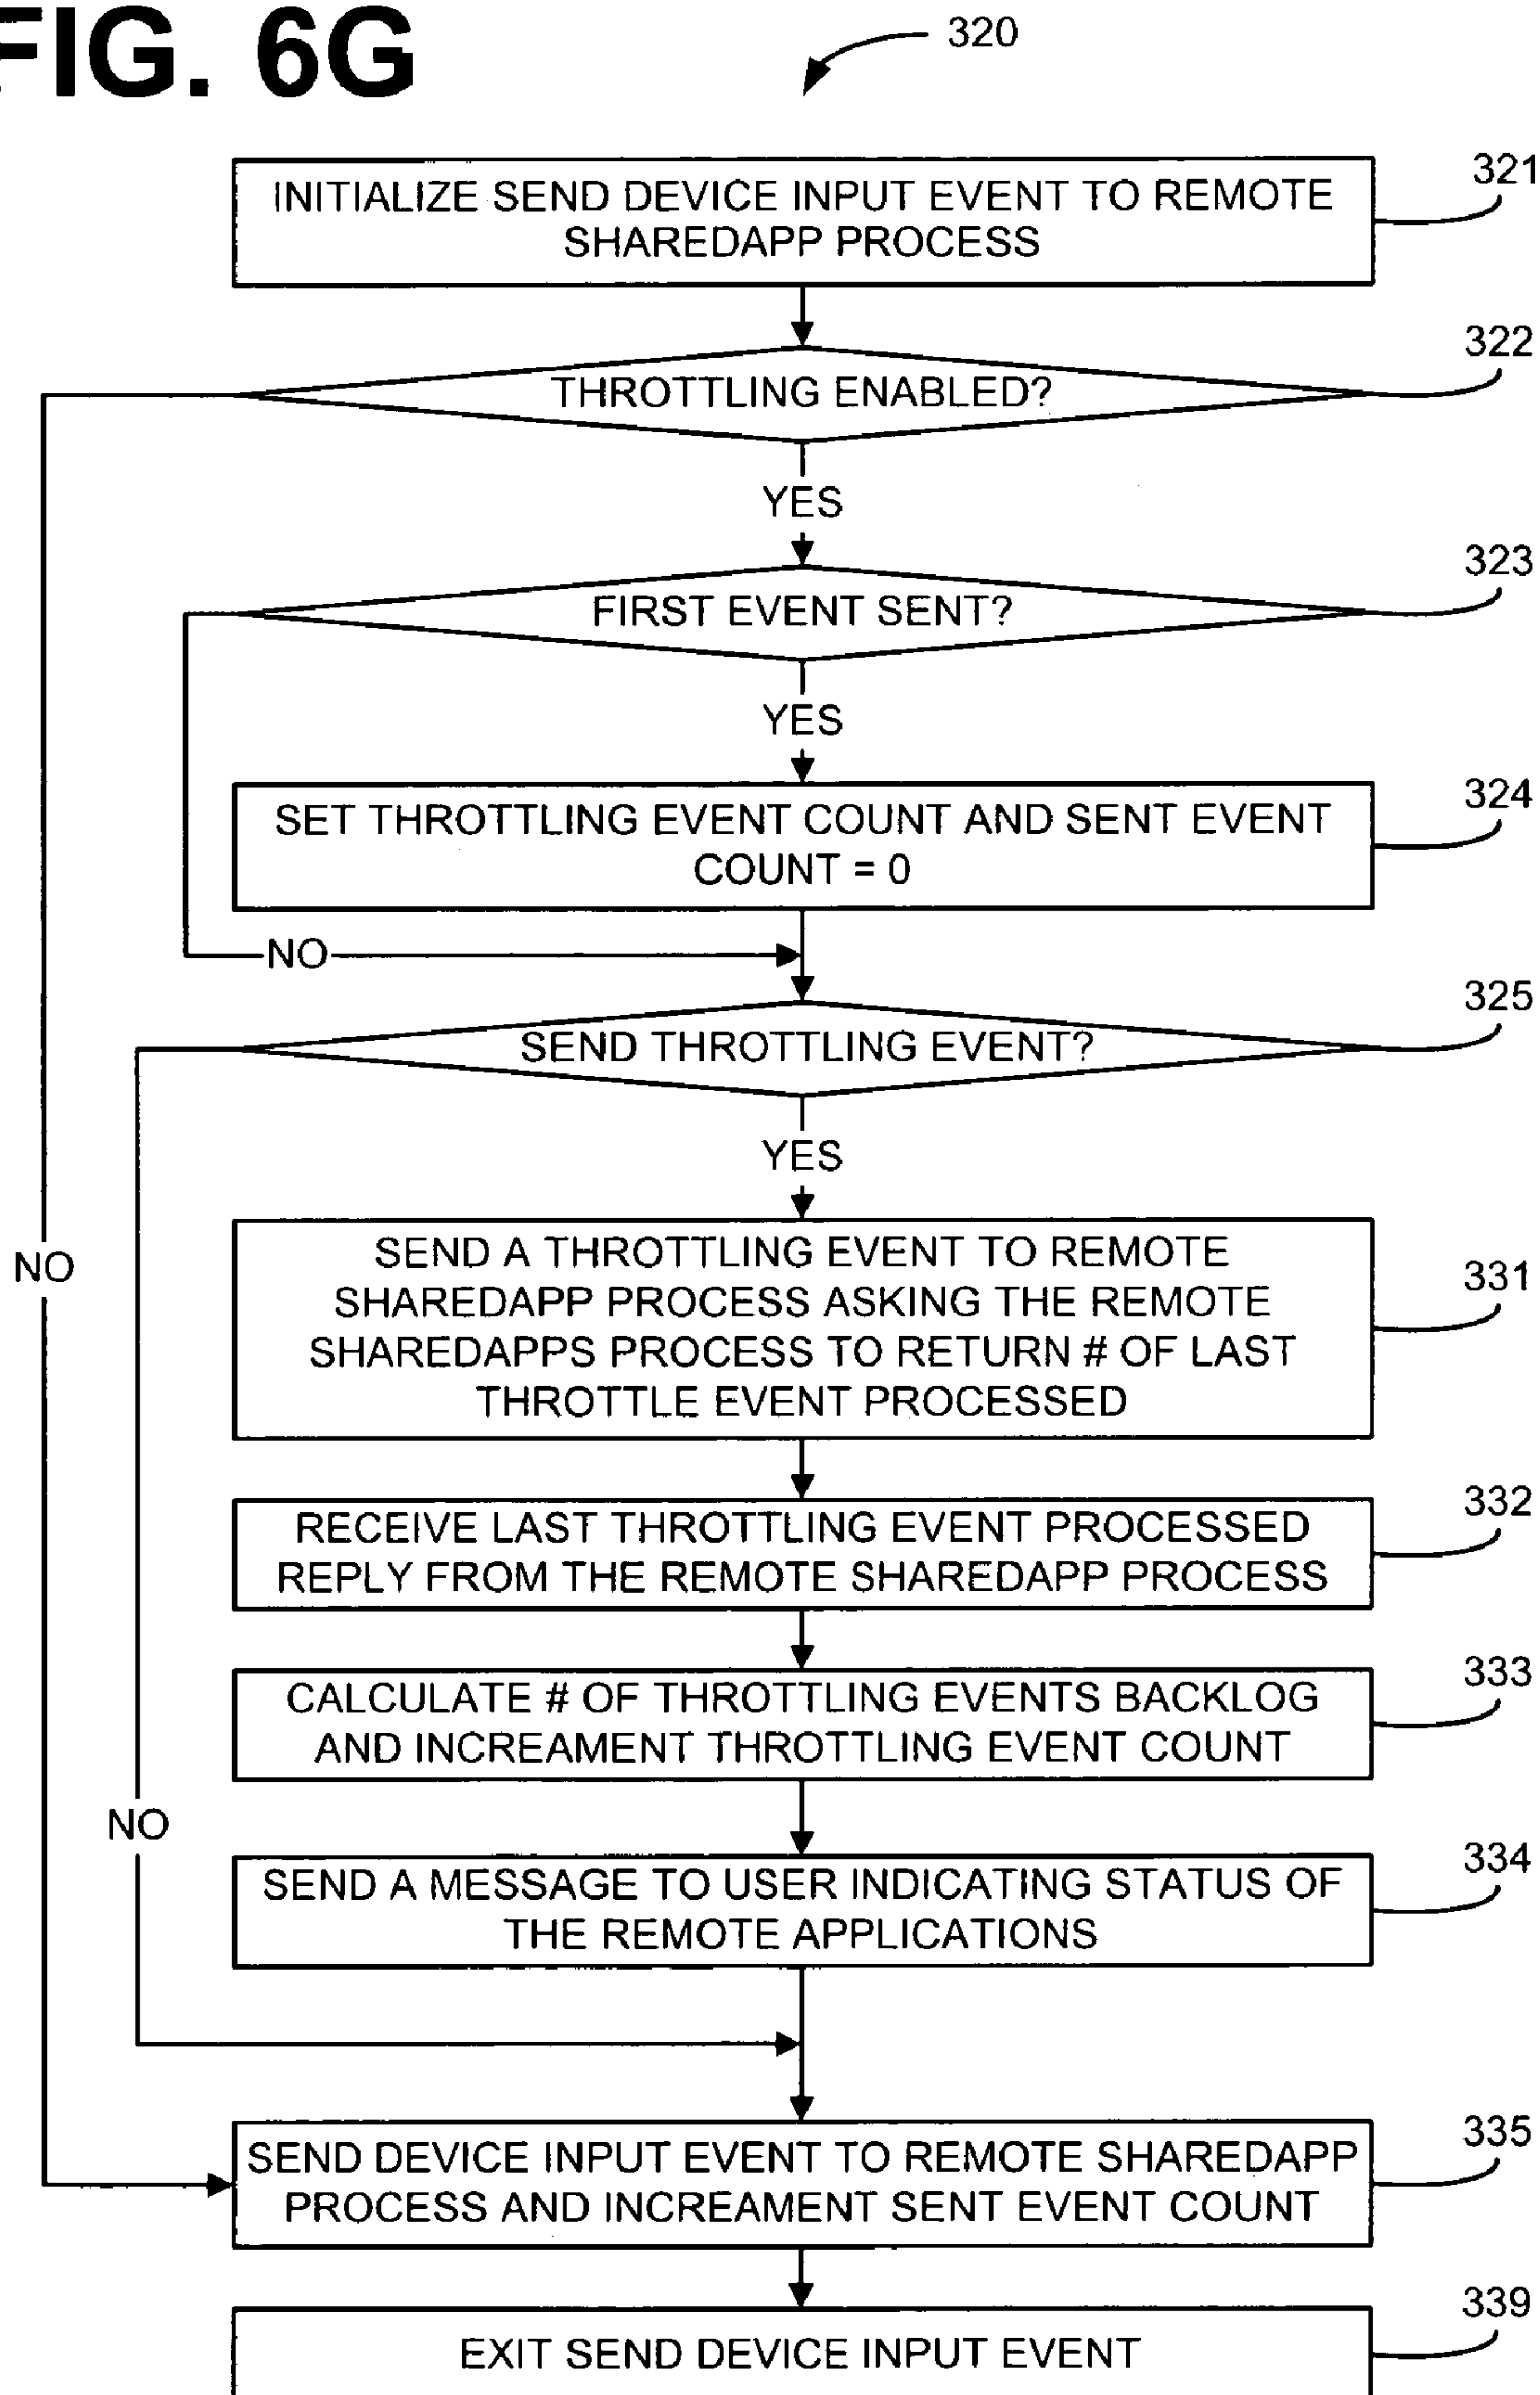 FIG. 6G
320
321
INITIALIZE SEND DEVICE INPUT EVENT TO REMOTE
SHAREDAPP PROCESS
322
THROTTLING ENABLED?
YES
323
FIRST EVENT SENT?
YES
324
SET THROTTLING EVENT COUNT AND SENT EVENT
COUNT = 0
NO
325
SEND THROTTLING EVENT?
YES
NO
331
SEND A THROTTLING EVENT TO REMOTE
SHAREDAPP PROCESS ASKING THE REMOTE
SHAREDAPPS PROCESS TO RETURN # OF LAST
THROTTLE EVENT PROCESSED
332
RECEIVE LAST THROTTLING EVENT PROCESSED
REPLY FROM THE REMOTE SHAREDAPP PROCESS
333
CALCULATE # OF THROTTLING EVENTS BACKLOG
AND INCREAMENT THROTTLING EVENT COUNT
NO
334
SEND A MESSAGE TO USER INDICATING STATUS OF
THE REMOTE APPLICATIONS
335
SEND DEVICE INPUT EVENT TO REMOTE SHAREDAPP
PROCESS AND INCREAMENT SENT EVENT COUNT
339
EXIT SEND DEVICE INPUT EVENT